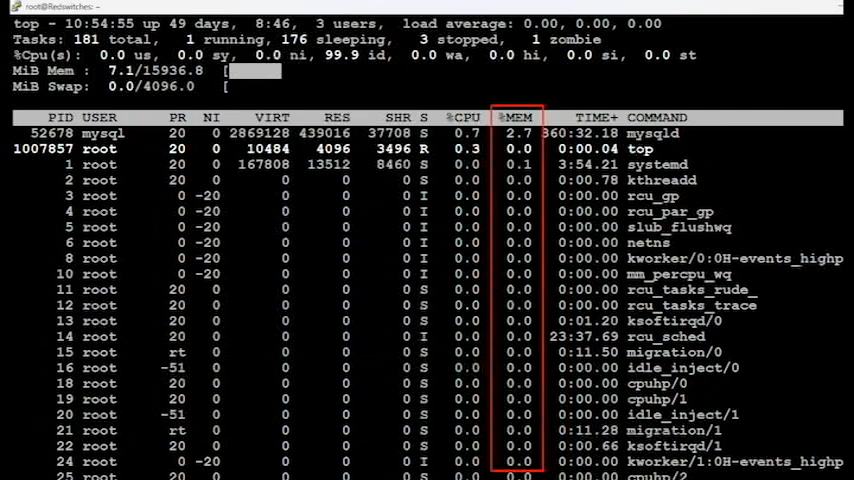 root@Redswitches: ~
top - 10:54:55 up 49 days,  8:46,  3 users,  load average: 0.00, 0.00, 0.00
Tasks: 181 total,   1 running, 176 sleeping,   3 stopped,   1 zombie
%Cpu(s):  0.0 us,  0.0 sy,  0.0 ni, 99.9 id,  0.0 wa,  0.0 hi,  0.0 si,  0.0 st
MiB Mem :  7.1/15936.8  [
MiB Swap:  0.0/4096.0   [
PID USER PR NI VIRT RES SHR S %CPU %MEM TIME+ COMMAND
52678 mysql 20 0 2869128 439016 37708 S 0.7 2.7 360:32.18 mysqld
1007857 root 20 0 10484 4096 3496 R 0.3 0.0 0:00.04 top
1 root 20 0 167808 13512 8460 S 0.0 0.1 3:54.21 systemd
2 root 20 0 0 0 0 S 0.0 0.0 0:00.78 kthreadd
3 root 0 -20 0 0 0 I 0.0 0.0 0:00.00 rcu_gp
4 root 0 -20 0 0 0 I 0.0 0.0 0:00.00 rcu_par_gp
5 root 0 -20 0 0 0 I 0.0 0.0 0:00.00 slub_flushwq
6 root 0 -20 0 0 0 I 0.0 0.0 0:00.00 netns
8 root 0 -20 0 0 0 I 0.0 0.0 0:00.00 kworker/0:0H-events_highp
10 root 0 -20 0 0 0 I 0.0 0.0 0:00.00 mm_percpu_wq
11 root 20 0 0 0 0 S 0.0 0.0 0:00.00 rcu_tasks_rude_
12 root 20 0 0 0 0 S 0.0 0.0 0:00.00 rcu_tasks_trace
13 root 20 0 0 0 0 S 0.0 0.0 0:01.20 ksoftirqd/0
14 root 20 0 0 0 0 I 0.0 0.0 23:37.69 rcu_sched
15 root rt 0 0 0 0 S 0.0 0.0 0:11.50 migration/0
16 root -51 0 0 0 0 S 0.0 0.0 0:00.00 idle_inject/0
18 root 20 0 0 0 0 S 0.0 0.0 0:00.00 cpuhp/0
19 root 20 0 0 0 0 S 0.0 0.0 0:00.00 cpuhp/1
20 root -51 0 0 0 0 S 0.0 0.0 0:00.00 idle_inject/1
21 root rt 0 0 0 0 S 0.0 0.0 0:11.28 migration/1
22 root 20 0 0 0 0 S 0.0 0.0 0:00.66 ksoftirqd/1
24 root 0 -20 0 0 0 I 0.0 0.0 0:00.00 kworker/1:0H-events_highp
25 root 20 0 0 0 0 S 0.0 0.0 0:00.00 cpuhp/2